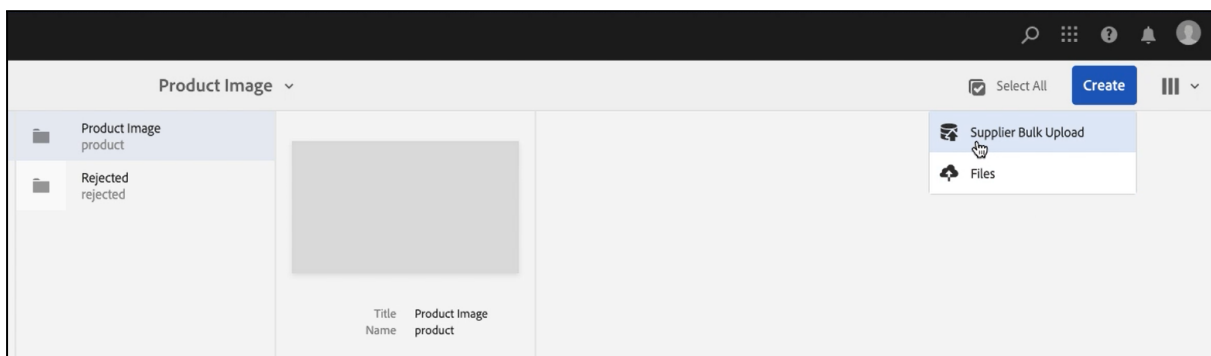 Product Image
Select All
Create
Product Image
product
Rejected
rejected
Title Product Image
Name product
Supplier Bulk Upload
Files